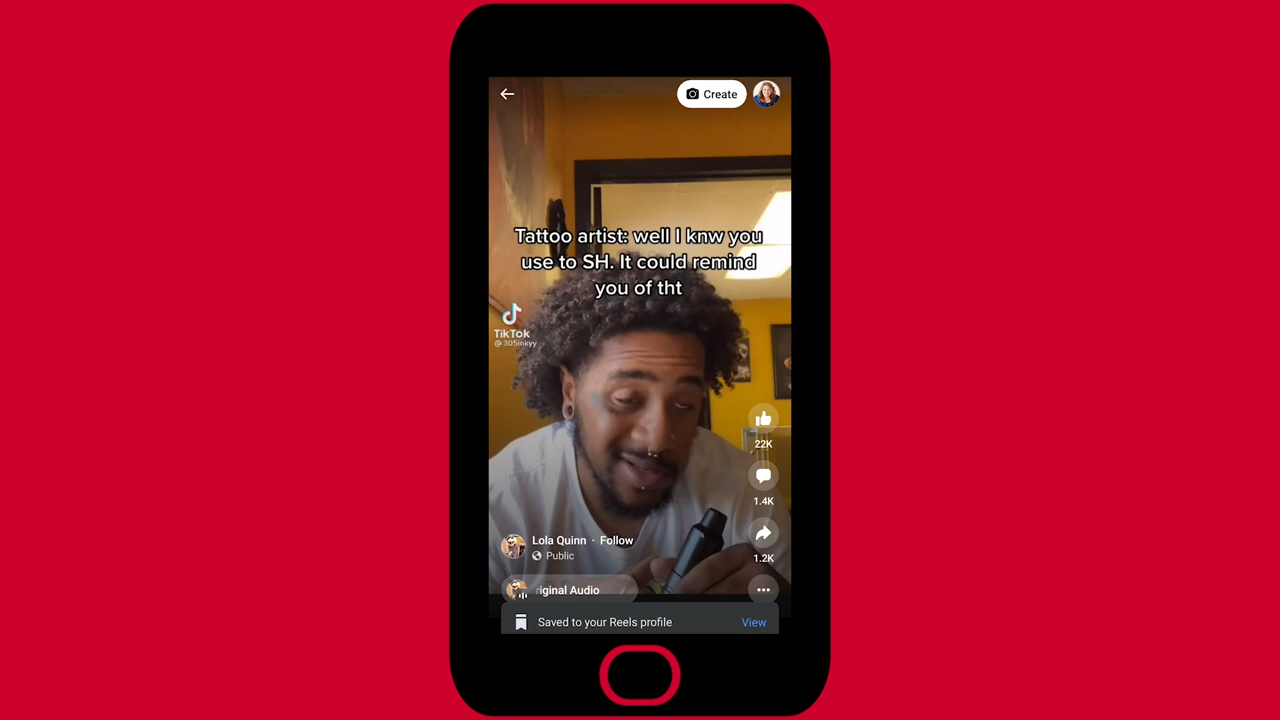 Create
Tattoo artist: well I knw you
use to SH. It could remind
you of tht
TikTok
@305inkyy
22K
1.4K
1.2K
Lola Quinn · Follow
Public
riginal Audio
Saved to your Reels profile
View